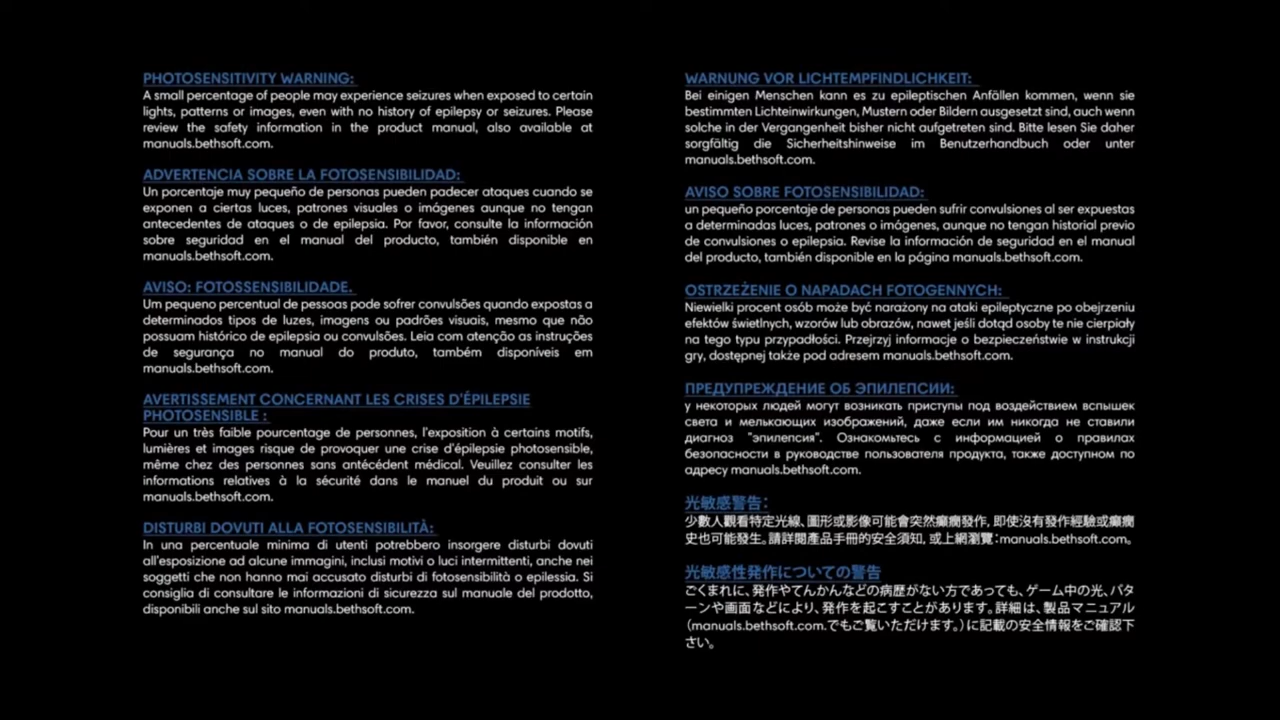 PHOTOSENSITIVITY WARNING:
A small percentage of people may experience seizures when exposed to certain
lights, patterns or images, even with no history of epilepsy or seizures. Please
review the safety information in the product manual, also available at
manuals.bethsoft.com.
ADVERTENCIA SOBRE LA FOTOSENSIBILIDAD:
Un porcentaje muy pequeño de personas pueden padecer ataques cuando se
exponen a ciertas luces, patrones visuales o imágenes aunque no tengan
antecedentes de ataques o de epilepsia. Por favor, consulte la información
sobre seguridad en el manual del producto, también disponible en
manuals.bethsoft.com.
AVISO: FOTOSSENSIBILIDADE.
Um pequeno percentual de pessoas pode sofrer convulsões quando expostas a
determinados tipos de luzes, imagens ou padrões visuais, mesmo que não
possuam histórico de epilepsia ou convulsões. Leia com atenção as instruções
de segurança no manual do produto, também disponíveis em
manuals.bethsoft.com.
AVERTISSEMENT CONCERNANT LES CRISES D'ÉPILEPSIE
PHOTOSENSIBLE :
Pour un très faible pourcentage de personnes, l'exposition à certains motifs,
lumières et images risque de provoquer une crise d'épilepsie photosensible,
même chez des personnes sans antécédent médical. Veuillez consulter les
informations relatives à la sécurité dans le manuel du produit ou sur
manuals.bethsoft.com.
DISTURBI DOVUTI ALLA FOTOSENSIBILITÀ:
In una percentuale minima di utenti potrebbero insorgere disturbi dovuti
all'esposizione ad alcune immagini, inclusi motivi o luci intermittenti, anche nei
soggetti che non hanno mai accusato disturbi di fotosensibilità o epilessia. Si
consiglia di consultare le informazioni di sicurezza sul manuale del prodotto,
disponibili anche sul sito manuals.bethsoft.com.
WARNUNG VOR LICHTEMPFINDLICHKEIT:
Bei einigen Menschen kann es zu epileptischen Anfällen kommen, wenn sie
bestimmten Lichteinwirkungen, Mustern oder Bildern ausgesetzt sind, auch wenn
solche in der Vergangenheit bisher nicht aufgetreten sind. Bitte lesen Sie daher
sorgfältig die Sicherheitshinweise im Benutzerhandbuch oder unter
manuals.bethsoft.com.
AVISO SOBRE FOTOSENSIBILIDAD:
un pequeño porcentaje de personas pueden sufrir convulsiones al ser expuestas
a determinadas luces, patrones o imágenes, aunque no tengan historial previo
de convulsiones o epilepsia. Revise la información de seguridad en el manual
del producto, también disponible en la página manuals.bethsoft.com.
OSTRZEŻENIE O NAPADACH FOTOGENNYCH:
Niewielki procent osób może być narażony na ataki epileptyczne po obejrzeniu
efektów świetlnych, wzorów lub obrazów, nawet jeśli dotąd osoby te nie cierpiały
na tego typu przypadłości. Przejrzyj informacje o bezpieczeństwie w instrukcji
gry, dostępnej także pod adresem manuals.bethsoft.com.
ПРЕДУПРЕЖДЕНИЕ ОБ ЭПИЛЕПСИИ:
у некоторых людей могут возникать приступы под воздействием вспышек
света и мелькающих изображений, даже если им никогда не ставили
диагноз "эпилепсия". Ознакомьтесь с информацией о правилах
безопасности в руководстве пользователя продукта, также доступном по
адресу manuals.bethsoft.com.
光敏感警告：
少數人觀看特定光線、圖形或影像可能會突然癲癇發作, 即使沒有發作經驗或癲癇
史也可能發生。請詳閱產品手冊的安全須知, 或上網瀏覽：manuals.bethsoft.com。
光敏感性発作についての警告
ごくまれに、発作やてんかんなどの病歴がない方であっても、ゲーム中の光、パタ
ーンや画面などにより、発作を起こすことがあります。詳細は、製品マニュアル
（manuals.bethsoft.com.でもご覧いただけます。）に記載の安全情報をご確認下
さい。